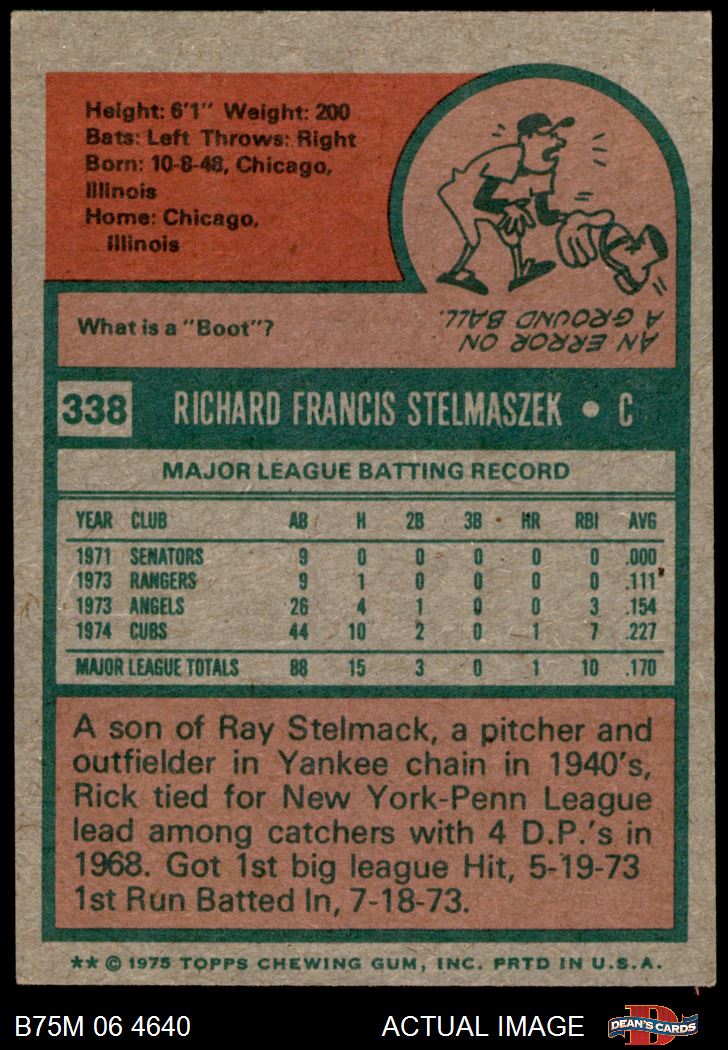 Height: 6'1" Weight: 200
Bats: Left Throws: Right
Born: 10-8-48, Chicago,
Illinois
Home: Chicago,
Illinois
What is a "Boot"?
AN ERROR ON
A GROUND BALL.
338 RICHARD FRANCIS STELMASZEK • C
MAJOR LEAGUE BATTING RECORD
YEAR CLUB AB H 2B 3B HR RBI AVG
1971 SENATORS 9 0 0 0 0 0 .000
1973 RANGERS 9 1 0 0 0 0 .111
1973 ANGELS 26 4 1 0 0 3 .154
1974 CUBS 44 10 2 0 1 7 .227
MAJOR LEAGUE TOTALS 88 15 3 0 1 10 .170
A son of Ray Stelmack, a pitcher and
outfielder in Yankee chain in 1940's,
Rick tied for New York-Penn League
lead among catchers with 4 D.P.'s in
1968. Got 1st big league Hit, 5-19-73
1st Run Batted In, 7-18-73.
** © 1975 TOPPS CHEWING GUM, INC. PRTD IN U.S.A.
B75M 06 4640 ACTUAL IMAGE DEAN'S CARDS